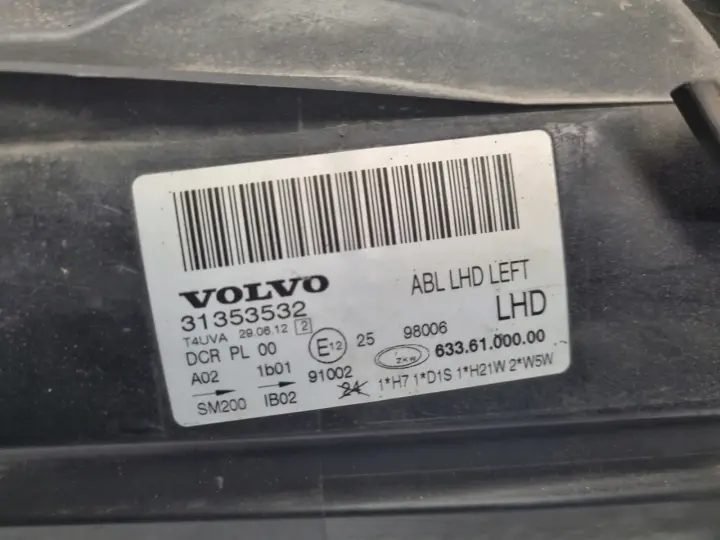 VOLVO
ABL LHD LEFT
31353532
LHD
T4UVA 29.06.12 2
DCR PL 00
E12 25 98006
ZKW 633.61.000.00
A02 1b01 91002
24 1*H7 1*D1S 1*H21W 2*W5W
SM200 IB02